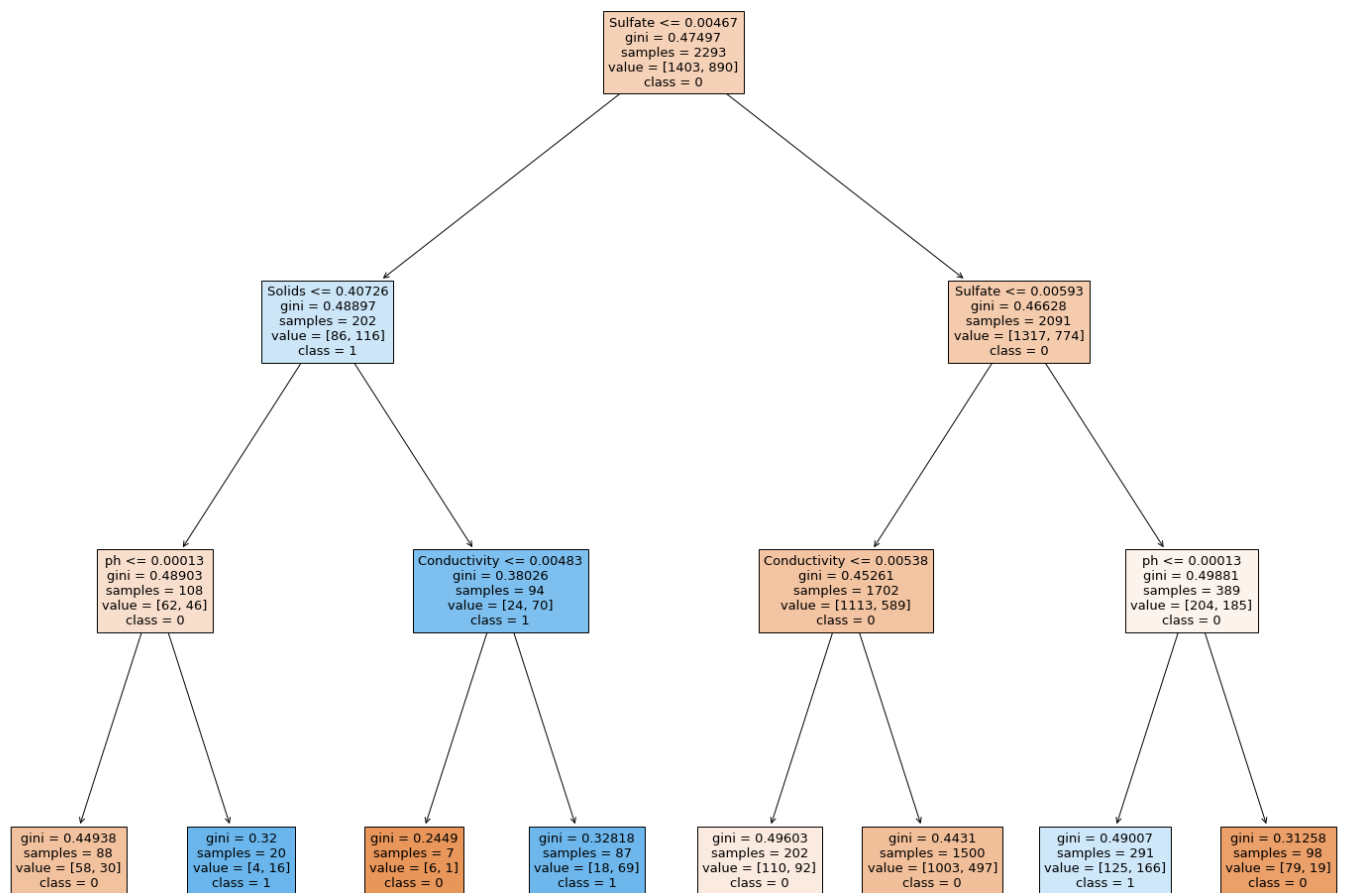 Sulfate <= 0.00467
gini = 0.47497
samples = 2293
value = [1403, 890]
class = 0
Solids <= 0.40726
gini = 0.48897
samples = 202
value = [86, 116]
class = 1
Sulfate <= 0.00593
gini = 0.46628
samples = 2091
value = [1317, 774]
class = 0
ph <= 0.00013
gini = 0.48903
samples = 108
value = [62, 46]
class = 0
Conductivity <= 0.00483
gini = 0.38026
samples = 94
value = [24, 70]
class = 1
Conductivity <= 0.00538
gini = 0.45261
samples = 1702
value = [1113, 589]
class = 0
ph <= 0.00013
gini = 0.49881
samples = 389
value = [204, 185]
class = 0
gini = 0.44938
samples = 88
value = [58, 30]
class = 0
gini = 0.32
samples = 20
value = [4, 16]
class = 1
gini = 0.2449
samples = 7
value = [6, 1]
class = 0
gini = 0.32818
samples = 87
value = [18, 69]
class = 1
gini = 0.49603
samples = 202
value = [110, 92]
class = 0
gini = 0.4431
samples = 1500
value = [1003, 497]
class = 0
gini = 0.49007
samples = 291
value = [125, 166]
class = 1
gini = 0.31258
samples = 98
value = [79, 19]
class = 0